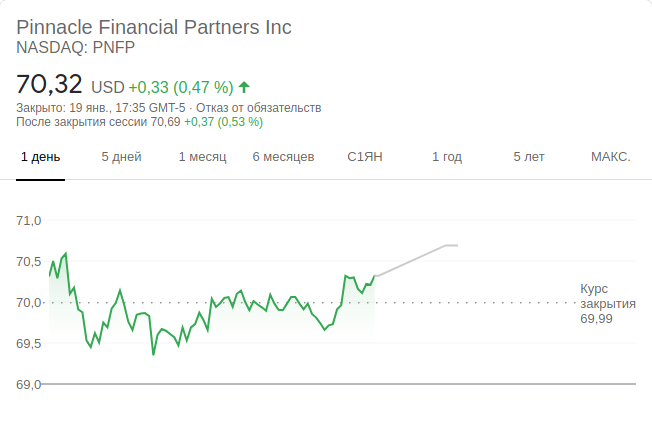 Pinnacle Financial Partners Inc
NASDAQ: PNFP
70,32 USD +0,33 (0,47 %)
Закрыто: 19 янв., 17:35 GMT-5 · Отказ от обязательств
После закрытия сессии 70,69 +0,37 (0,53 %)
1 день 5 дней 1 месяц 6 месяцев С1ЯН 1 год 5 лет МАКС.
71,0
70,5
70,0
69,5
69,0
Курс
закрытия
69,99